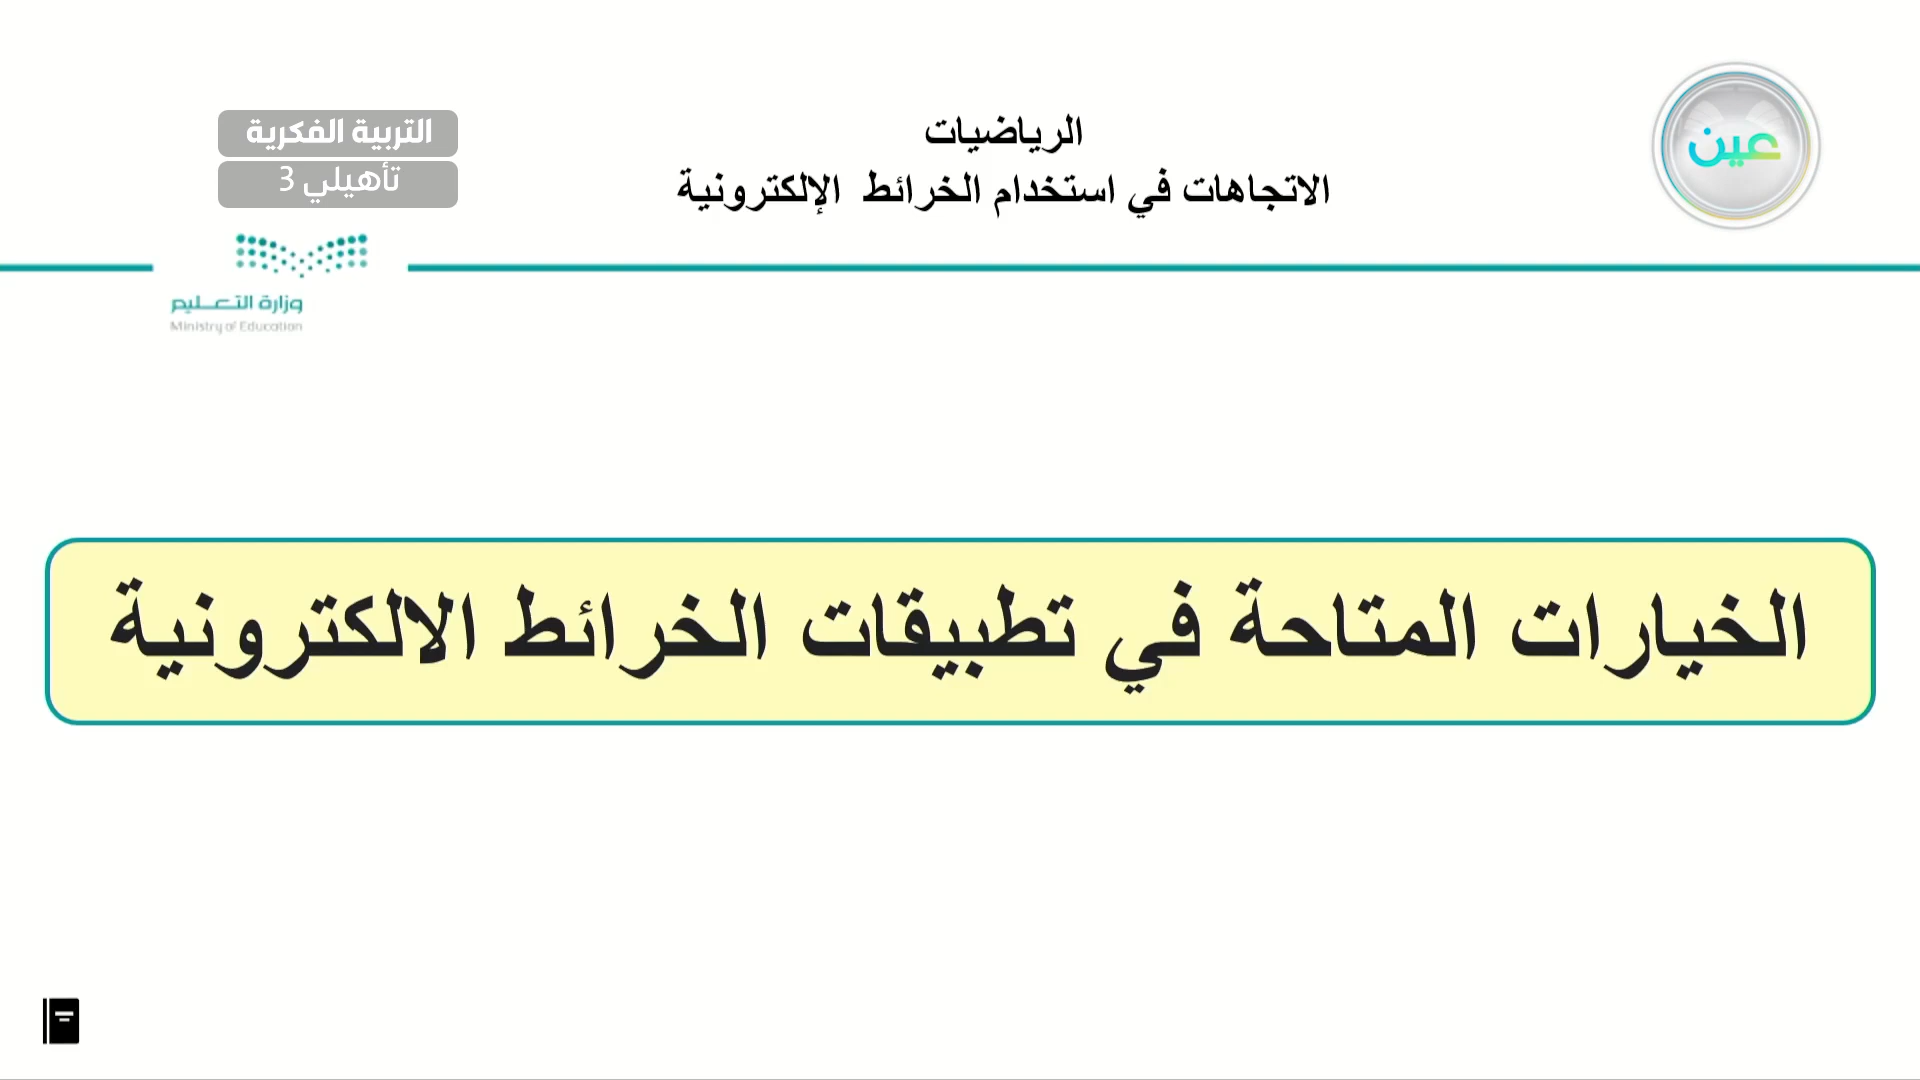 عين
الرياضيات
الاتجاهات في استخدام الخرائط الإلكترونية
التربية الفكرية
تأهيلي 3
وزارة التعليم
Ministry of Education
الخيارات المتاحة في تطبيقات الخرائط الالكترونية